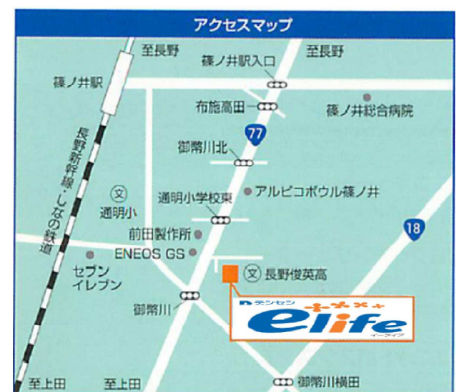 アクセスマップ
至長野
篠ノ井駅入口
至長野
篠ノ井駅
布施高田
篠ノ井総合病院
77
長野新幹線・しなの鉄道
御幣川北
文
通明小
通明小学校東
アルピコボウル篠ノ井
18
前田製作所
ENEOS GS
セブン
イレブン
文 長野俊英高
御幣川
n デンセン
elife
イーライフ
至上田
至上田
御幣川横田